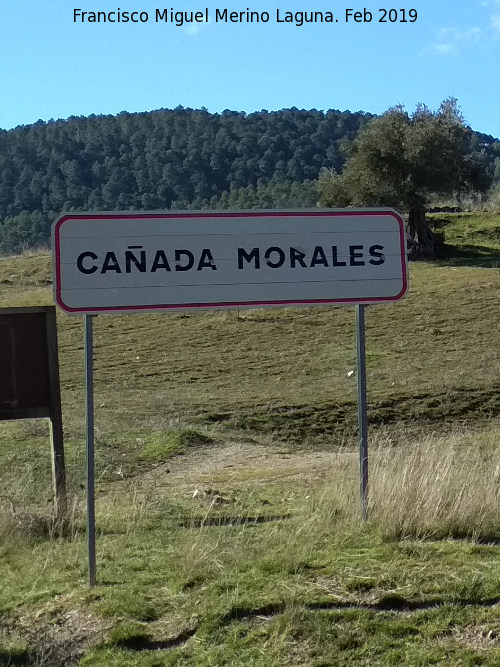 Francisco Miguel Merino Laguna. Feb 2019
CAÑADA MORALES